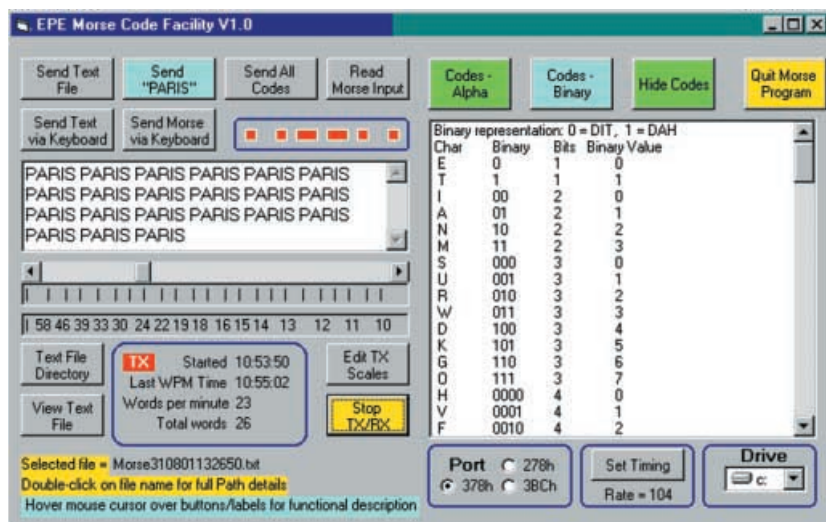 EPE Morse Code Facility V1.0
Send Text File
Send "PARIS"
Send All Codes
Read Morse Input
Codes - Alpha
Codes - Binary
Hide Codes
Quit Morse Program
Send Text via Keyboard
Send Morse via Keyboard
PARIS PARIS PARIS PARIS PARIS
PARIS PARIS PARIS PARIS PARIS
PARIS PARIS PARIS PARIS PARIS
PARIS PARIS PARIS
58 46 39 33 30 24 22 19 18 16 15 14 13 12 11 10
Text File Directory
View Text File
TX Started 10:53:50
Last WPM Time 10:55:02
Words per minute 23
Total words 26
Edit TX Scales
Stop TX/RX
Selected file = Morse310801132650.txt
Double-click on file name for full Path details
Hover mouse cursor over buttons/labels for functional description
Binary representation: 0 = DIT, 1 = DAH
Char Binary Bits Binary Value
E 0 1 0
T 1 1 1
I 00 2 0
A 01 2 1
N 10 2 2
M 11 2 3
S 000 3 0
U 001 3 1
R 010 3 2
W 011 3 3
D 100 3 4
K 101 3 5
G 110 3 6
O 111 3 7
H 0000 4 0
V 0001 4 1
F 0010 4 2
Port 278h
378h 3BCh
Set Timing
Rate = 104
Drive
c: